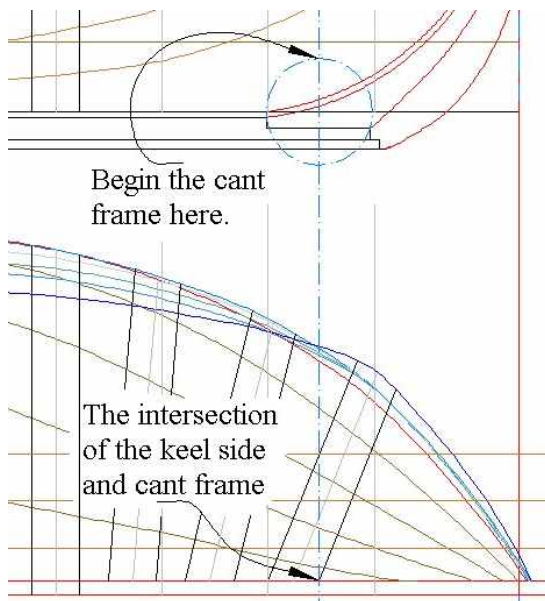 Begin the cant
frame here.
The intersection
of the keel side
and cant frame